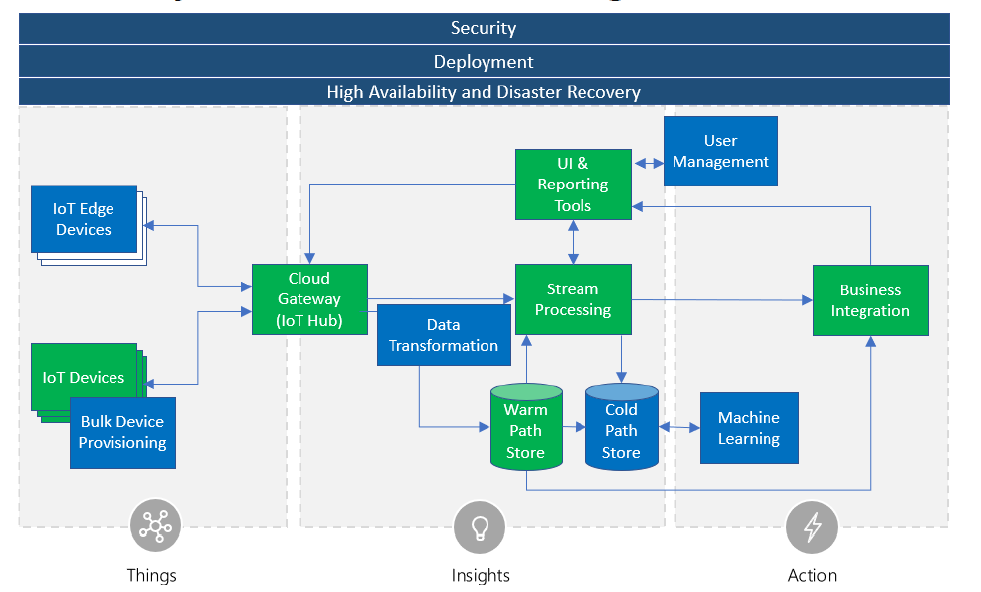 Security
Deployment
High Availability and Disaster Recovery
User
Management
UI &
Reporting
Tools
IoT Edge
Devices
Cloud
Gateway
(IoT Hub)
Stream
Processing
Business
Integration
Data
Transformation
IoT Devices
Bulk Device
Provisioning
Warm
Path
Store
Cold
Path
Store
Machine
Learning
Things
Insights
Action